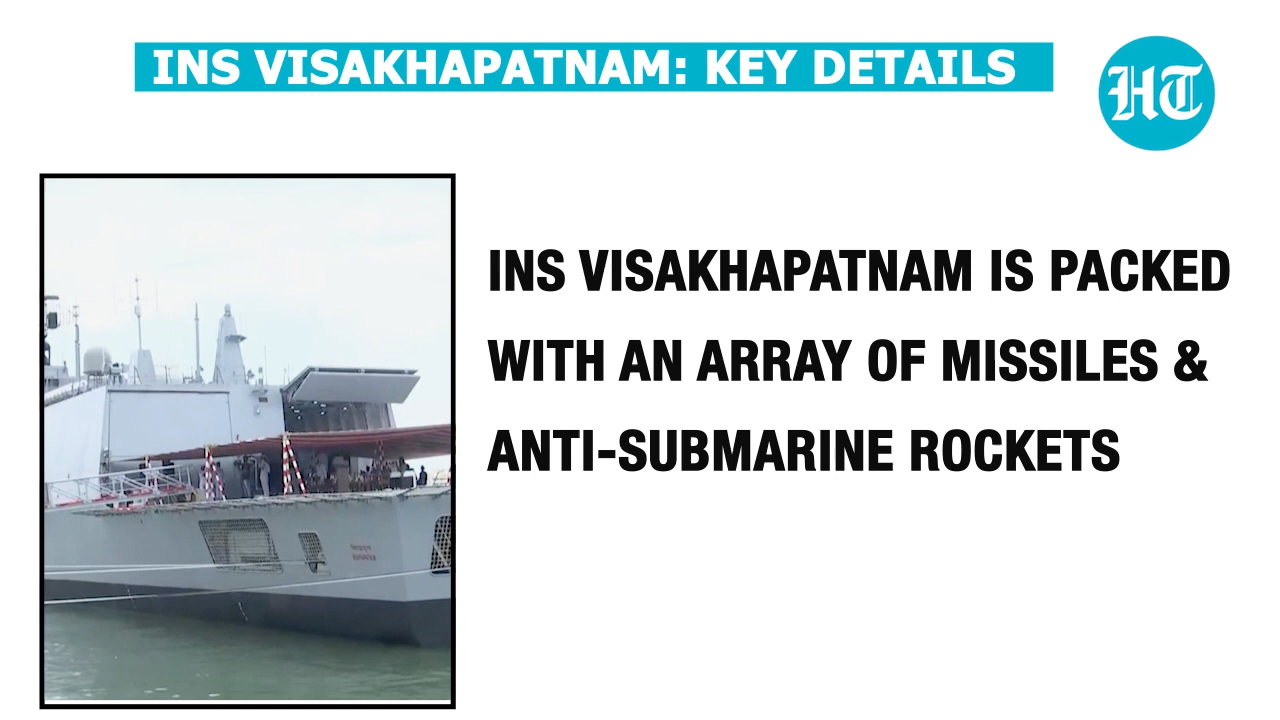 INS VISAKHAPATNAM: KEY DETAILS
HT
INS VISAKHAPATNAM IS PACKED
WITH AN ARRAY OF MISSILES &
ANTI-SUBMARINE ROCKETS